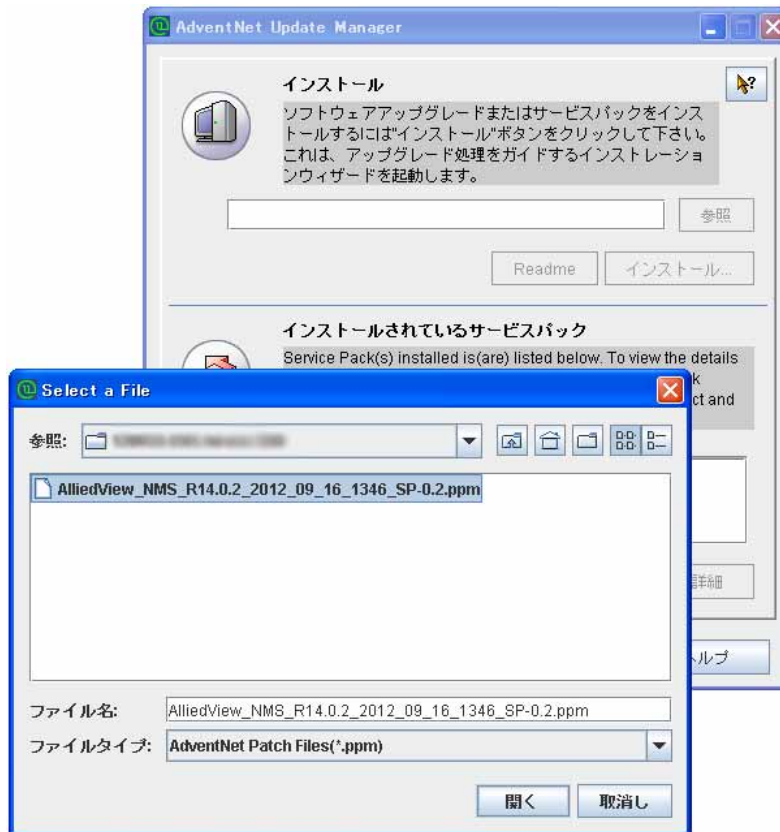 AdventNet Update Manager
インストール
ソフトウェアアップグレードまたはサービスパックをインス
トールするには"インストール"ボタンをクリックして下さい。
これは、アップグレード処理をガイドするインストレーショ
ンウィザードを起動します。
参照
Readme
インストール...
インストールされているサービスパック
Service Pack(s) installed is(are) listed below. To view the details
k
ct and
詳細
ヘルプ
Select a File
参照:
AlliedView_NMS_R14.0.2_2012_09_16_1346_SP-0.2.ppm
ファイル名:
AlliedView_NMS_R14.0.2_2012_09_16_1346_SP-0.2.ppm
ファイルタイプ:
AdventNet Patch Files(*.ppm)
開く
取消し